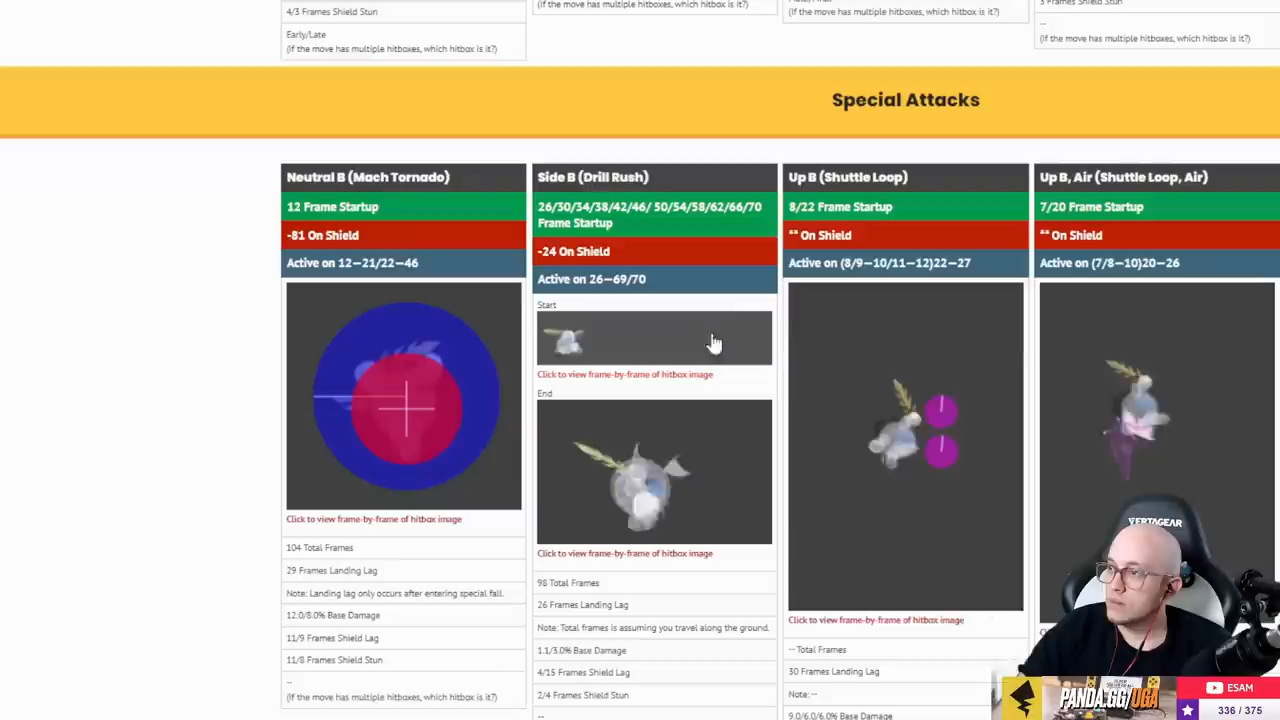 4/3 Frames Shield Stun
Early/Late
(If the move has multiple hitboxes, which hitbox is it?)
(If the move has multiple hitboxes, which hitbox is it?)
(If the move has multiple hitboxes, which hitbox is it?)
3 Frames Shield Stun
--
(If the move has multiple hitboxes, which hitbox is it?)
Special Attacks
Neutral B (Mach Tornado)
12 Frame Startup
-81 On Shield
Active on 12—21/22—46
Click to view frame-by-frame of hitbox image
104 Total Frames
29 Frames Landing Lag
Note: Landing lag only occurs after entering special fall.
12.0/8.0% Base Damage
11/9 Frames Shield Lag
11/8 Frames Shield Stun
--
(If the move has multiple hitboxes, which hitbox is it?)
Side B (Drill Rush)
26/30/34/38/42/46/ 50/54/58/62/66/70
Frame Startup
-24 On Shield
Active on 26—69/70
Start
Click to view frame-by-frame of hitbox image
End
Click to view frame-by-frame of hitbox image
98 Total Frames
26 Frames Landing Lag
Note: Total frames is assuming you travel along the ground.
1.1/3.0% Base Damage
4/15 Frames Shield Lag
2/4 Frames Shield Stun
--
Up B (Shuttle Loop)
8/22 Frame Startup
** On Shield
Active on (8/9—10/11—12)22—27
Click to view frame-by-frame of hitbox image
-- Total Frames
30 Frames Landing Lag
Note: --
9.0/6.0/6.0% Base Damage
Up B, Air (Shuttle Loop, Air)
7/20 Frame Startup
** On Shield
Active on (7/8—10)20—26
VERTAGEAR
PANDA.GG/UGA
ESAM
336 / 375